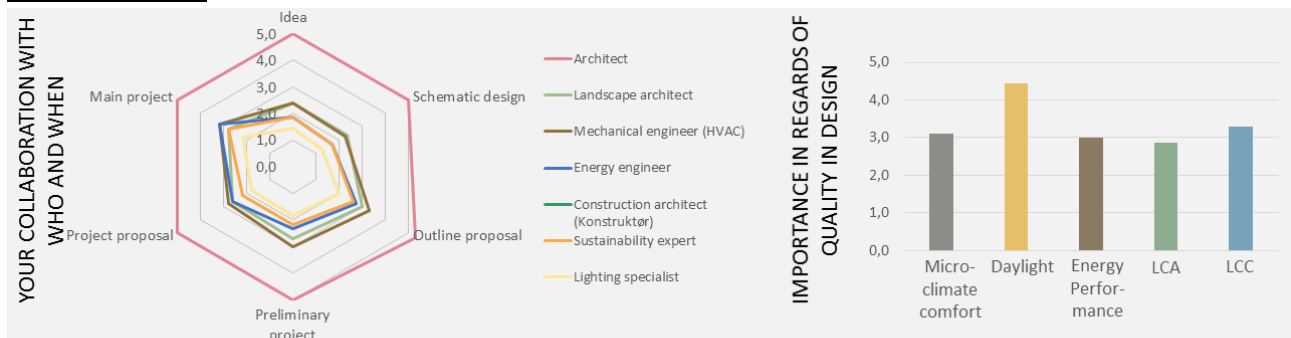 YOUR COLLABORATION WITH
WHO AND WHEN
Idea
5,0
4,0
3,0
2,0
1,0
0,0
Main project
Schematic design
Project proposal
Outline proposal
Preliminary
project
Architect
Landscape architect
Mechanical engineer (HVAC)
Energy engineer
Construction architect
(Konstruktør)
Sustainability expert
Lighting specialist
IMPORTANCE IN REGARDS OF
QUALITY IN DESIGN
5,0
4,0
3,0
2,0
1,0
0,0
Micro-
climate
comfort
Daylight
Energy
Perfor-
mance
LCA
LCC